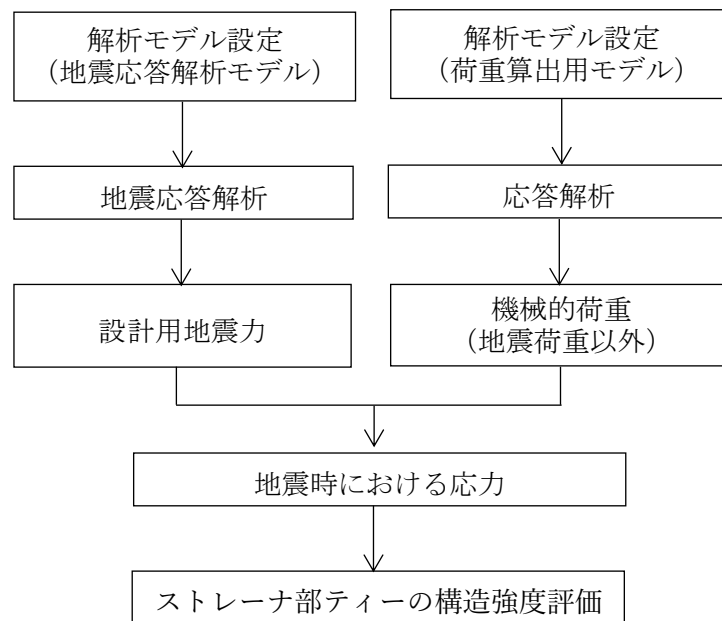 解析モデル設定
（地震応答解析モデル）
解析モデル設定
（荷重算出用モデル）
地震応答解析
応答解析
設計用地震力
機械的荷重
（地震荷重以外）
地震時における応力
ストレーナ部ティーの構造強度評価